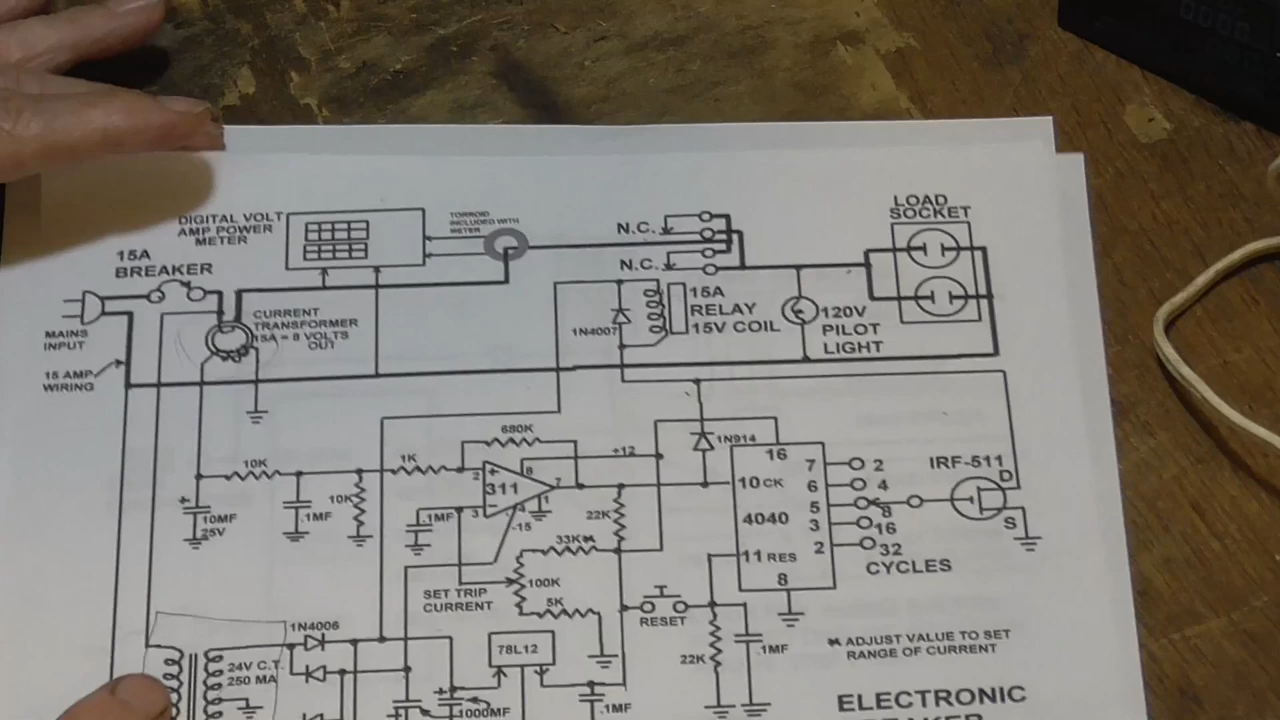 DIGITAL VOLT
AMP POWER
METER
TORROID
INCLUDED WITH
METER
N.C.
N.C.
LOAD
SOCKET
15A
BREAKER
MAINS
INPUT
15 AMP
WIRING
CURRENT
TRANSFORMER
15A = 8 VOLTS
OUT
1N4007
15A
RELAY
15V COIL
120V
PILOT
LIGHT
10K
10MF
25V
.1MF
10K
1K
680K
2
+
8
311
7
1
3
4
-15
.1MF
+12
22K
33K*
100K
5K
SET TRIP
CURRENT
1N914
16
10 CK
4040
11 RES
8
7
6
5
3
2
2
4
8
16
32
CYCLES
IRF-511
D
S
RESET
22K
.1MF
* ADJUST VALUE TO SET
RANGE OF CURRENT
1N4006
24V C.T.
250 MA
78L12
+
1000MF
+
.1MF
ELECTRONIC